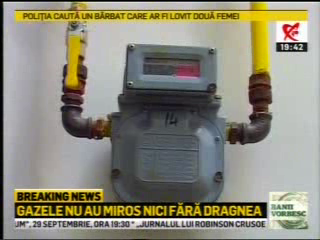 POLIȚIA CAUTĂ UN BĂRBAT CARE AR FI LOVIT DOUĂ FEMEI
19:42
14
BREAKING NEWS
GAZELE NU AU MIROS NICI FĂRĂ DRAGNEA
BANII
VORBESC
UM", 29 SEPTEMBRIE, ORA 19:30 * "JURNALUL LUI ROBINSON CRUSOE